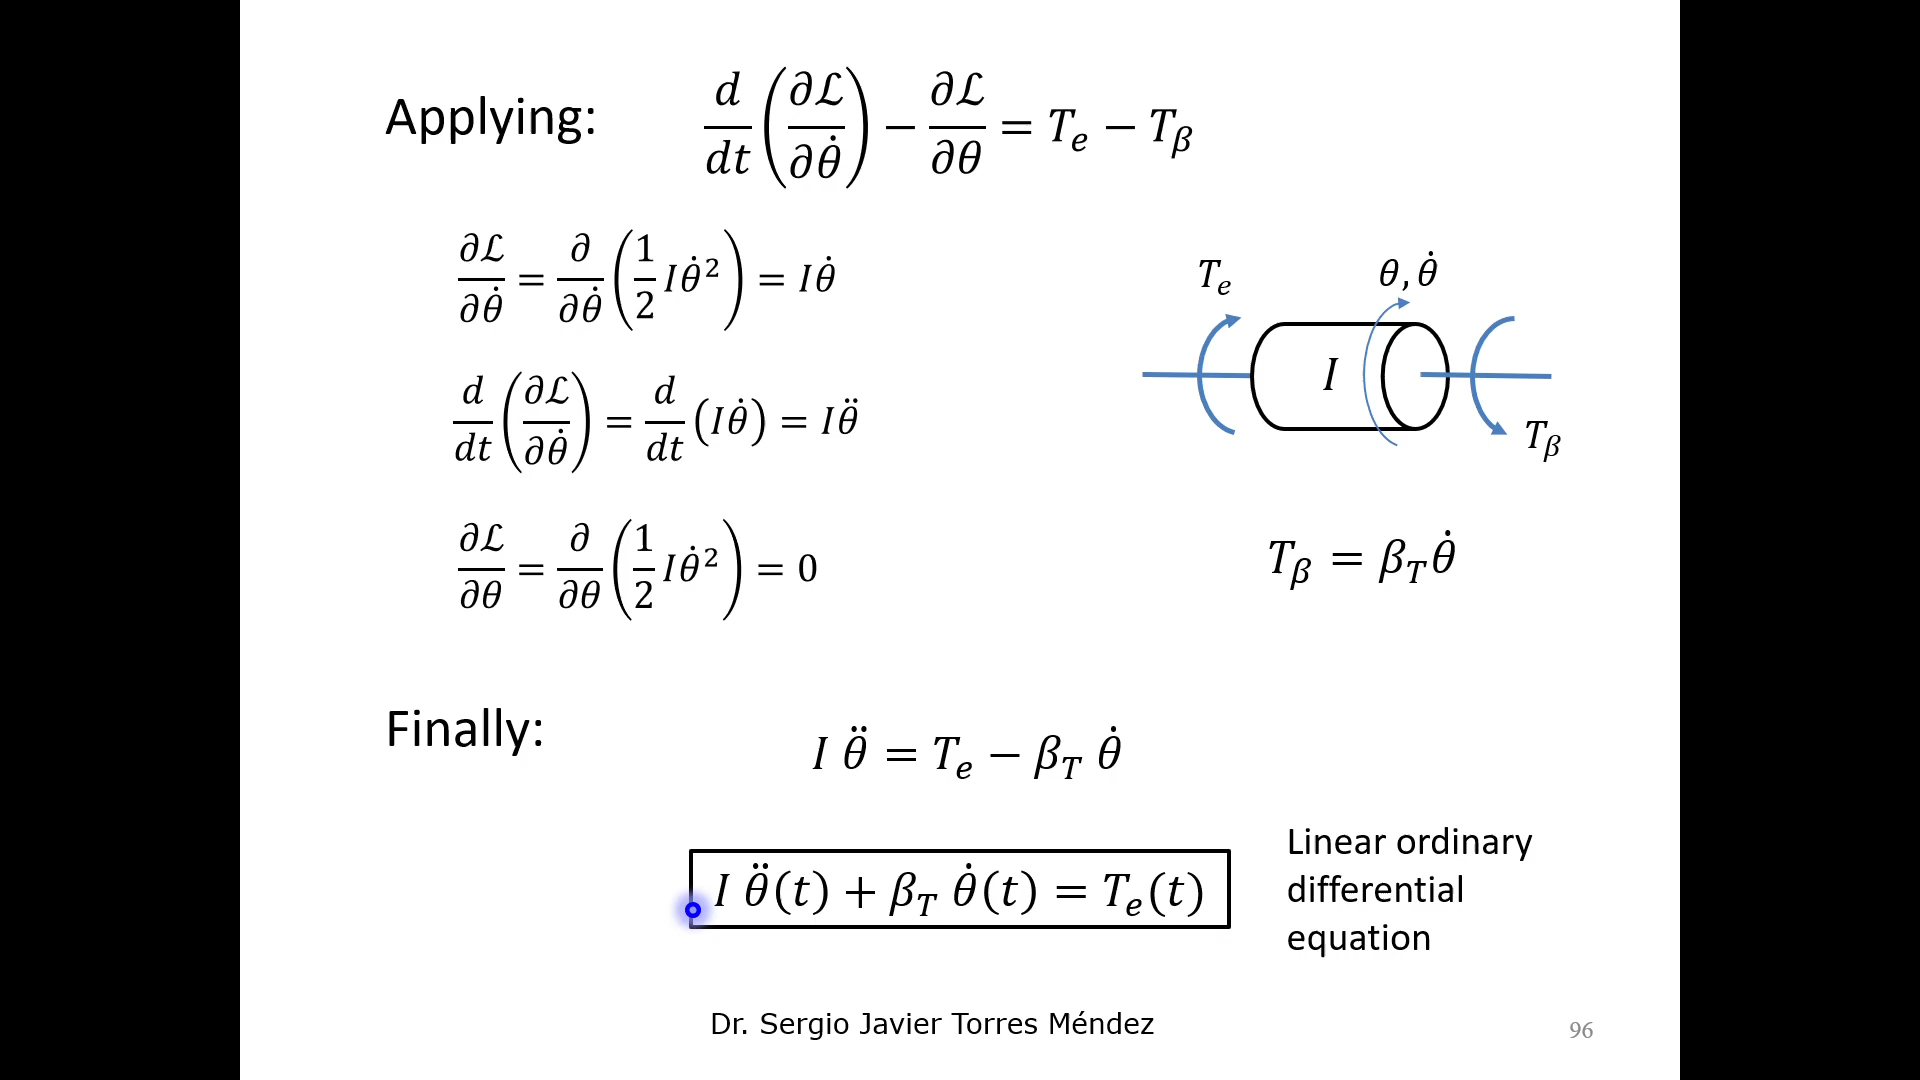 Applying: d/dt (∂ℒ/∂θ̇) − ∂ℒ/∂θ = Tₑ − T_β
∂ℒ/∂θ̇ = ∂/∂θ̇ (1/2 Iθ̇²) = Iθ̇
d/dt (∂ℒ/∂θ̇) = d/dt (Iθ̇) = Iθ̈
∂ℒ/∂θ = ∂/∂θ (1/2 Iθ̇²) = 0
Tₑ
θ, θ̇
I
T_β
T_β = β_T θ̇
Finally:
I θ̈ = Tₑ − β_T θ̇
I θ̈(t) + β_T θ̇(t) = Tₑ(t)
Linear ordinary
differential
equation
Dr. Sergio Javier Torres Méndez
96